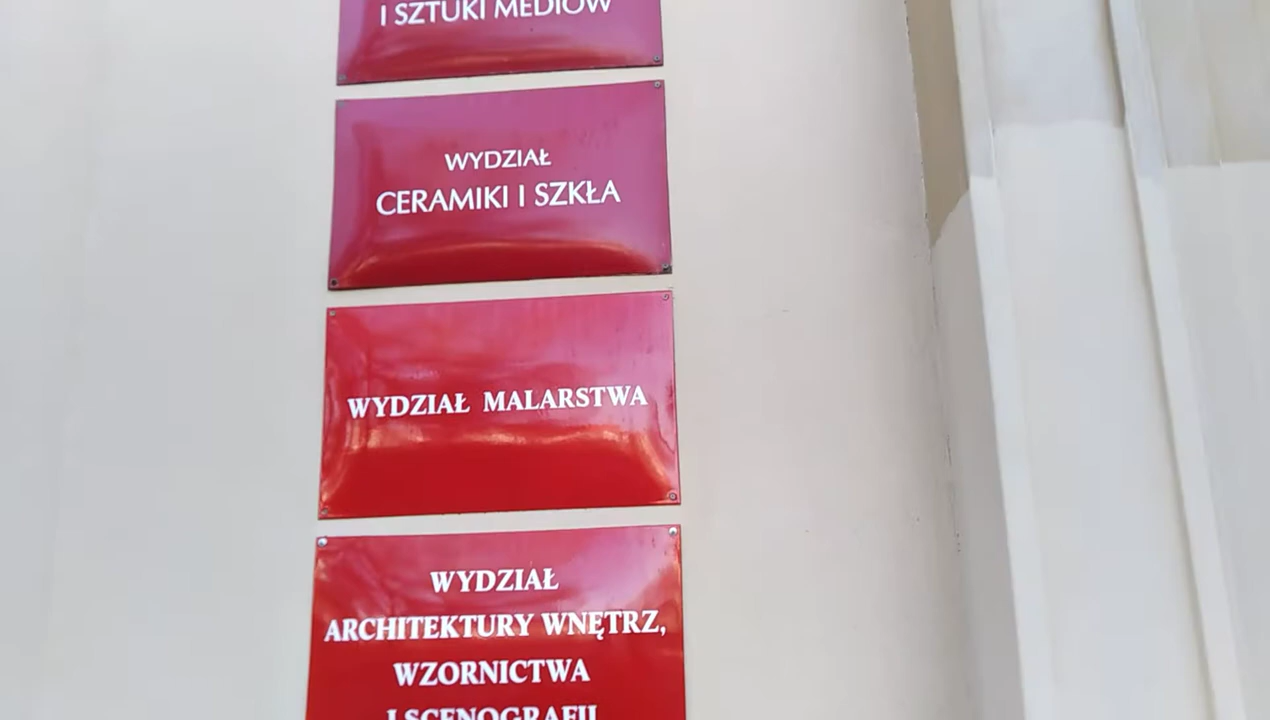 I SZTUKI MEDIÓW
WYDZIAŁ
CERAMIKI I SZKŁA
WYDZIAŁ MALARSTWA
WYDZIAŁ
ARCHITEKTURY WNĘTRZ,
WZORNICTWA
I SCENOGRAFII